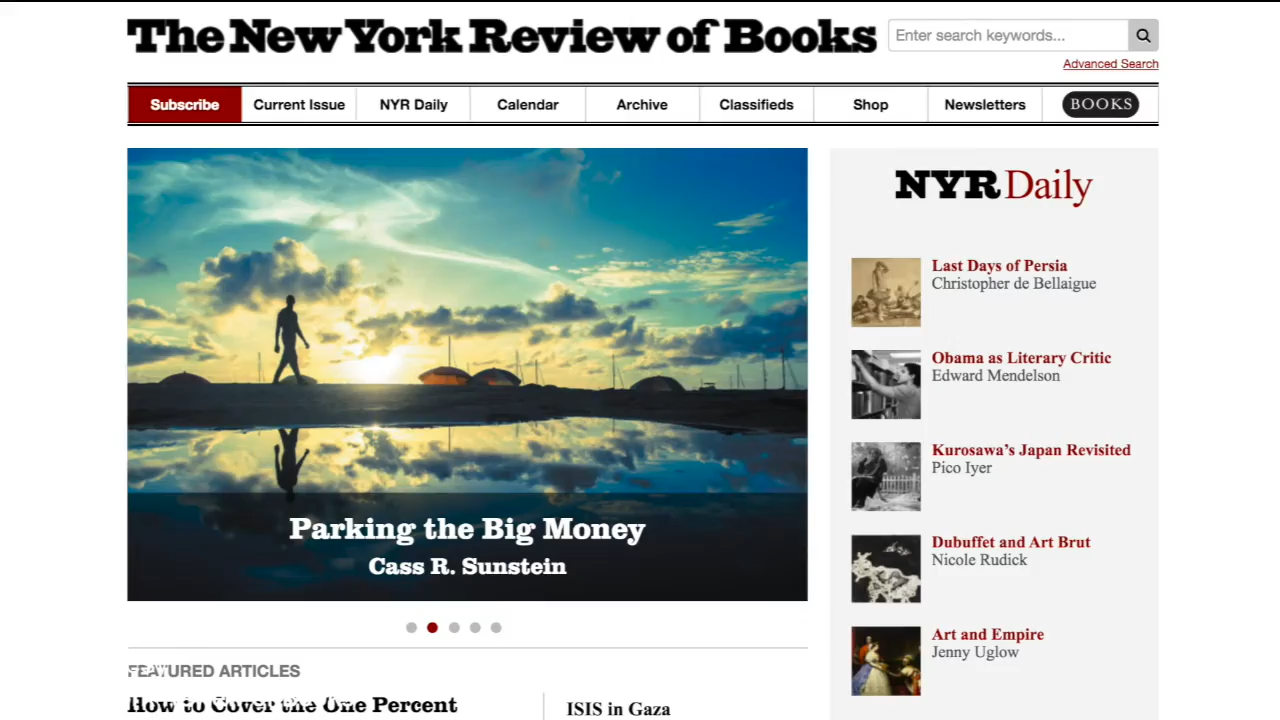 The New York Review of Books
Enter search keywords...
Advanced Search
Subscribe
Current Issue
NYR Daily
Calendar
Archive
Classifieds
Shop
Newsletters
BOOKS
Parking the Big Money
Cass R. Sunstein
NYR Daily
Last Days of Persia
Christopher de Bellaigue
Obama as Literary Critic
Edward Mendelson
Kurosawa’s Japan Revisited
Pico Iyer
Dubuffet and Art Brut
Nicole Rudick
Art and Empire
Jenny Uglow
FEATURED ARTICLES
How to Cover the One Percent
ISIS in Gaza